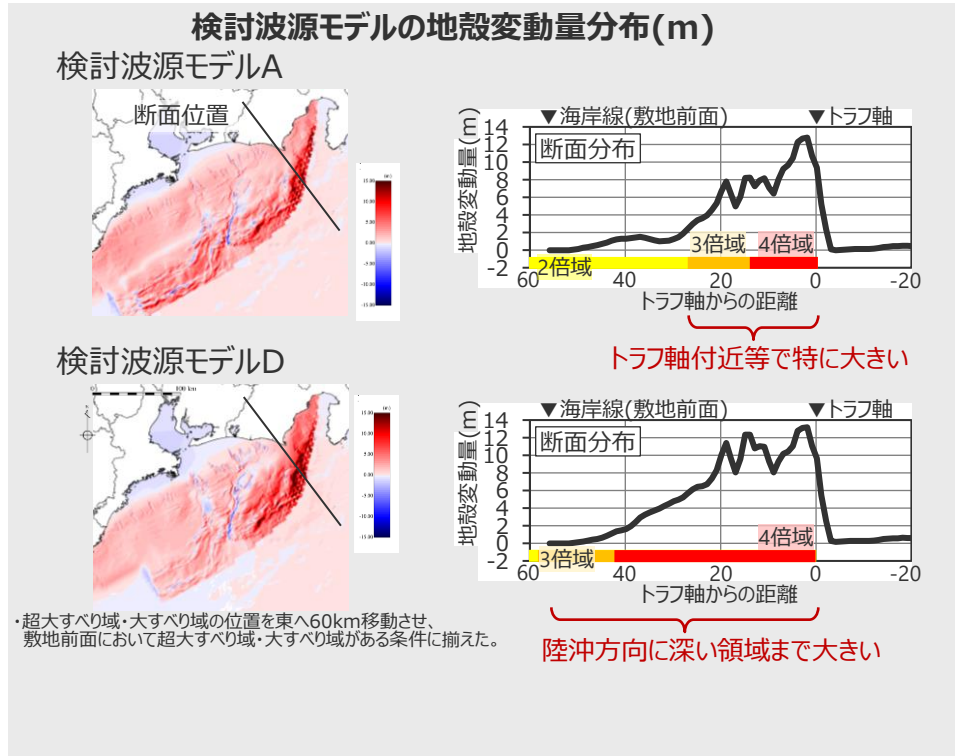 検討波源モデルの地殻変動量分布(m)
検討波源モデルA
断面位置
▼海岸線(敷地前面)
▼トラフ軸
地殻変動量(m)
14
12
10
8
6
4
2
0
-2
断面分布
3倍域
4倍域
2倍域
60
40
20
0
-20
トラフ軸からの距離
トラフ軸付近等で特に大きい
検討波源モデルD
100 km
▼海岸線(敷地前面)
▼トラフ軸
地殻変動量(m)
14
12
10
8
6
4
2
0
-2
断面分布
4倍域
3倍域
60
40
20
0
-20
トラフ軸からの距離
陸沖方向に深い領域まで大きい
・超大すべり域・大すべり域の位置を東へ60km移動させ、
敷地前面において超大すべり域・大すべり域がある条件に揃えた。